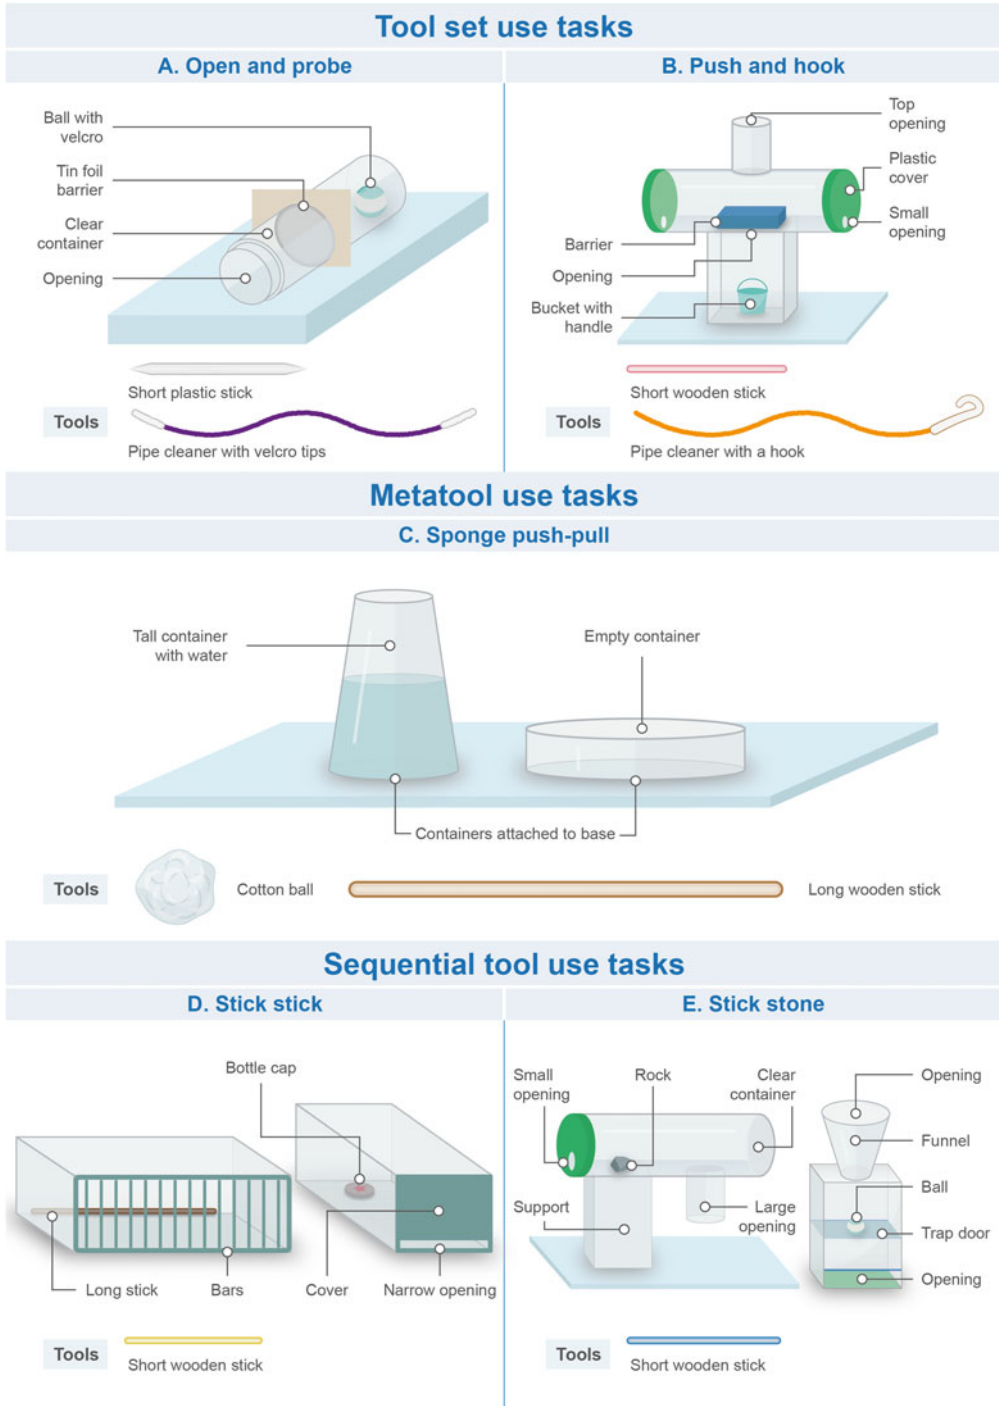 Tool set use tasks
A. Open and probe
Ball with
velcro
Tin foil
barrier
Clear
container
Opening
Short plastic stick
Tools
Pipe cleaner with velcro tips
B. Push and hook
Top
opening
Plastic
cover
Small
opening
Barrier
Opening
Bucket with
handle
Short wooden stick
Pipe cleaner with a hook
Metatool use tasks
C. Sponge push-pull
Tall container
with water
Empty container
Containers attached to base
Tools
Cotton ball
Long wooden stick
Sequential tool use tasks
D. Stick stick
Bottle cap
Long stick
Bars
Cover
Narrow opening
Tools
Short wooden stick
E. Stick stone
Small
opening
Rock
Clear
container
Opening
Funnel
Ball
Support
Large
opening
Trap door
Opening
Tools
Short wooden stick